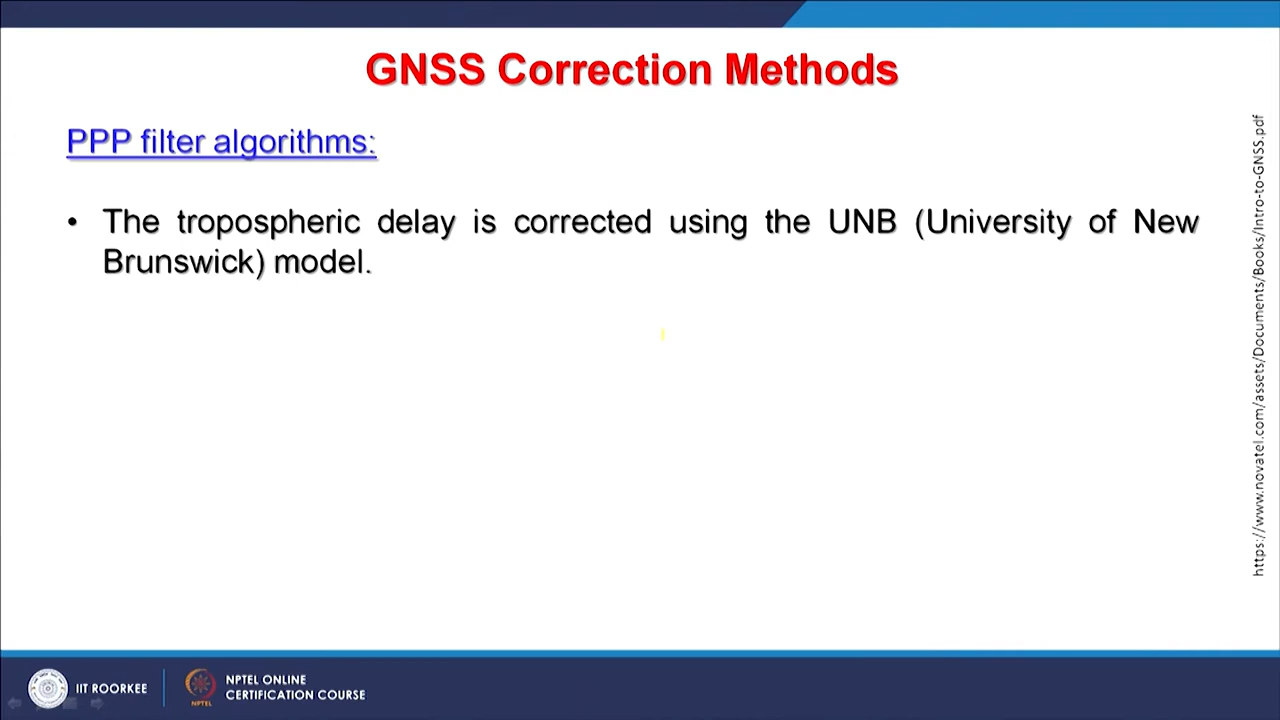 GNSS Correction Methods
PPP filter algorithms:
• The tropospheric delay is corrected using the UNB (University of New
Brunswick) model.
https://www.novatel.com/assets/Documents/Books/Intro-to-GNSS.pdf
IIT ROORKEE
NPTEL
NPTEL ONLINE
CERTIFICATION COURSE